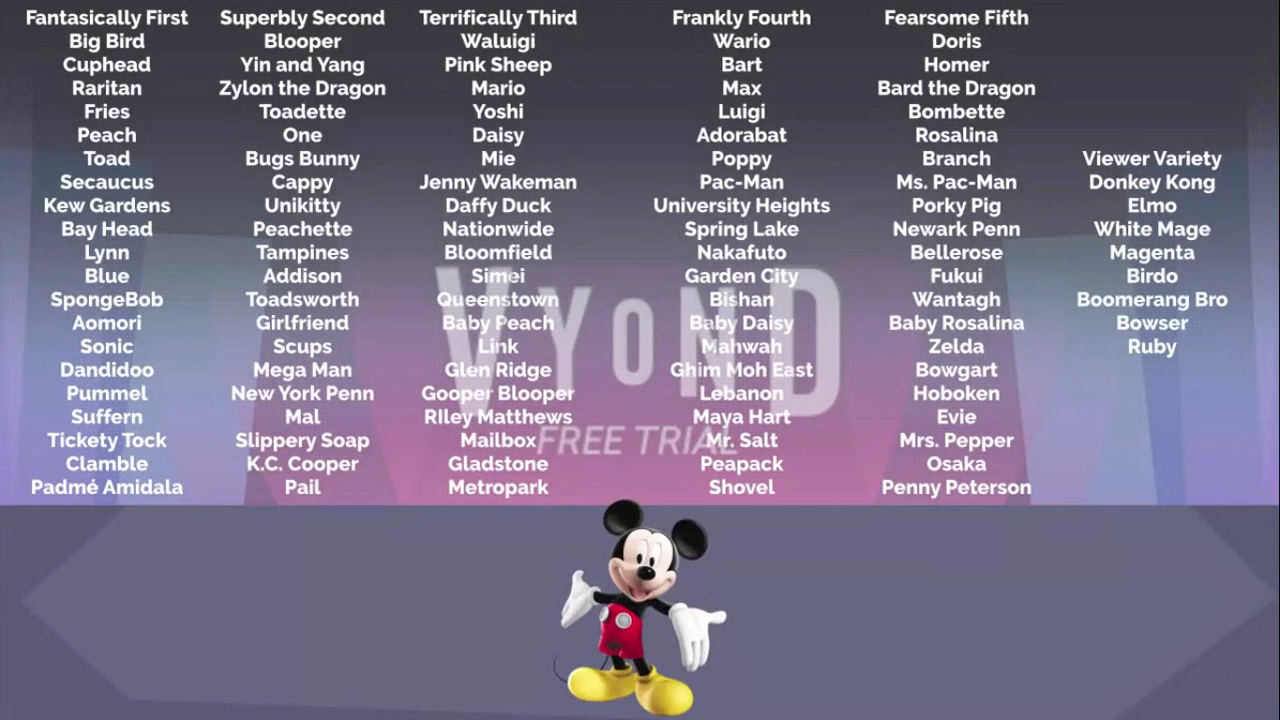 Fantasically First Superbly Second Terrifically Third Frankly Fourth Fearsome Fifth
Big Bird Blooper Waluigi Wario Doris
Cuphead Yin and Yang Pink Sheep Bart Homer
Raritan Zylon the Dragon Mario Max Bard the Dragon
Fries Toadette Yoshi Luigi Bombette
Peach One Daisy Adorabat Rosalina
Toad Bugs Bunny Mie Poppy Branch Viewer Variety
Secaucus Cappy Jenny Wakeman Pac-Man Ms. Pac-Man Donkey Kong
Kew Gardens Unikitty Daffy Duck University Heights Porky Pig Elmo
Bay Head Peachette Nationwide Spring Lake Newark Penn White Mage
Lynn Tampines Bloomfield Nakafuto Bellerose Magenta
Blue Addison Simei Garden City Fukui Birdo
SpongeBob Toadsworth Queenstown Bishan Wantagh Boomerang Bro
Aomori Girlfriend Baby Peach Baby Daisy Baby Rosalina Bowser
Sonic Scups Link Mahwah Zelda Ruby
Dandidoo Mega Man Glen Ridge Ghim Moh East Bowgart
Pummel New York Penn Gooper Blooper Lebanon Hoboken
Suffern Mal RIley Matthews Maya Hart Evie
Tickety Tock Slippery Soap Mailbox Mr. Salt Mrs. Pepper
Clamble K.C. Cooper Gladstone Peapack Osaka
Padmé Amidala Pail Metropark Shovel Penny Peterson
VYOND
FREE TRIAL